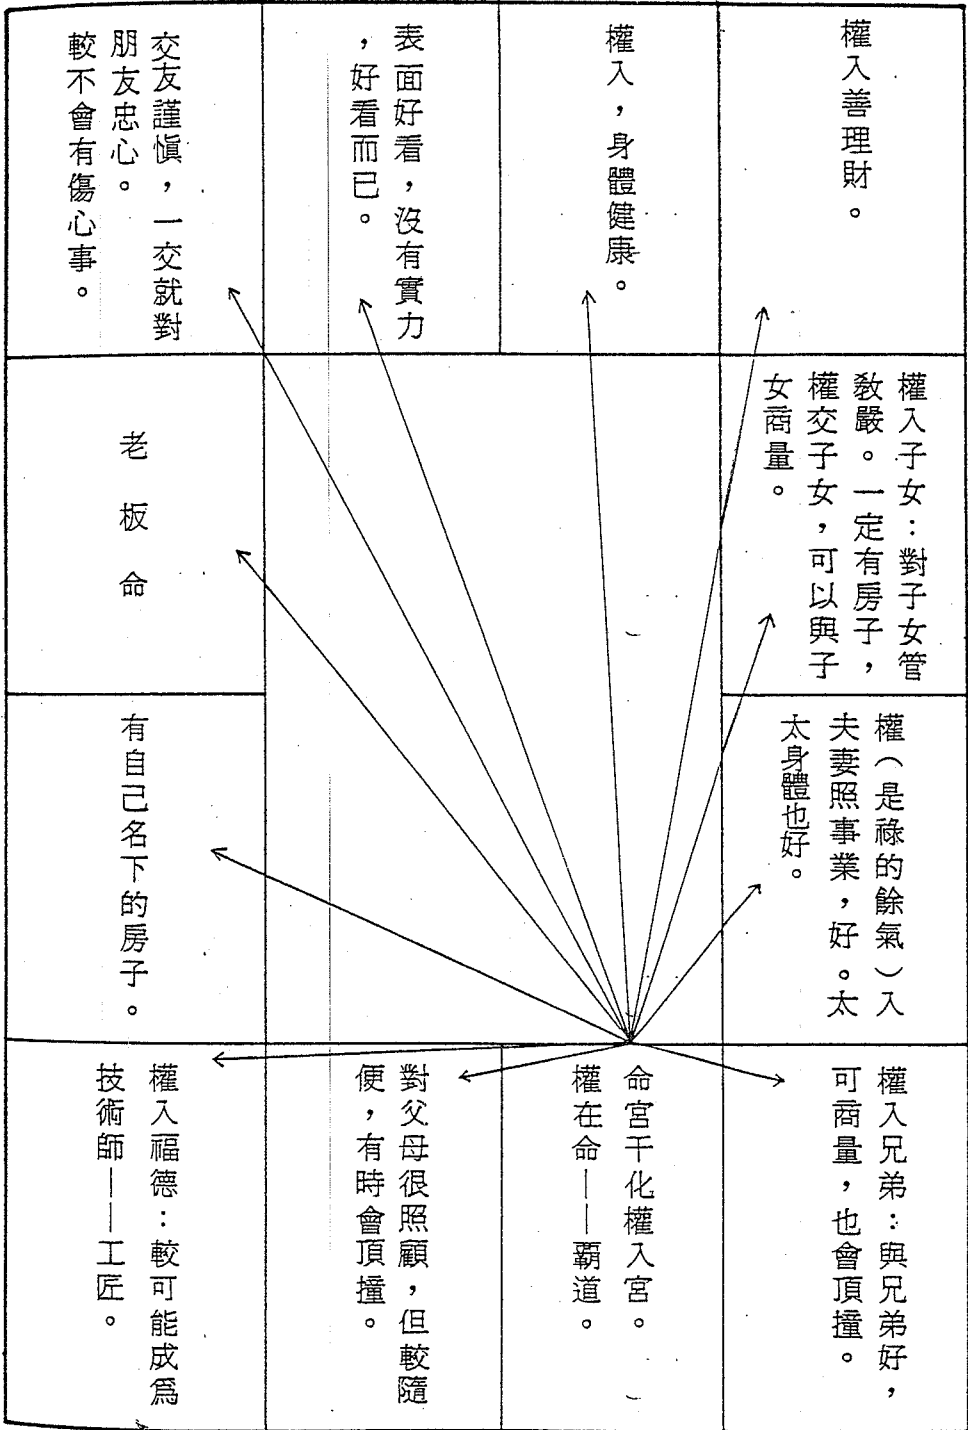 權入善理財。
權入，身體健康。
表面好看，沒有實力
，好看而已。
交友謹慎，一交就對
朋友忠心。
較不會有傷心事。
權入子女：對子女管
教嚴。一定有房子，
權交子女，可以與子
女商量。
老板命
權（是祿的餘氣）入
夫妻照事業，好。太
太身體也好。
有自己名下的房子。
權入兄弟：與兄弟好，
可商量，也會頂撞。
命宮干化權入宮。
權在命——霸道。
對父母很照顧，但較隨
便，有時會頂撞。
權入福德：較可能成爲
技術師——工匠。